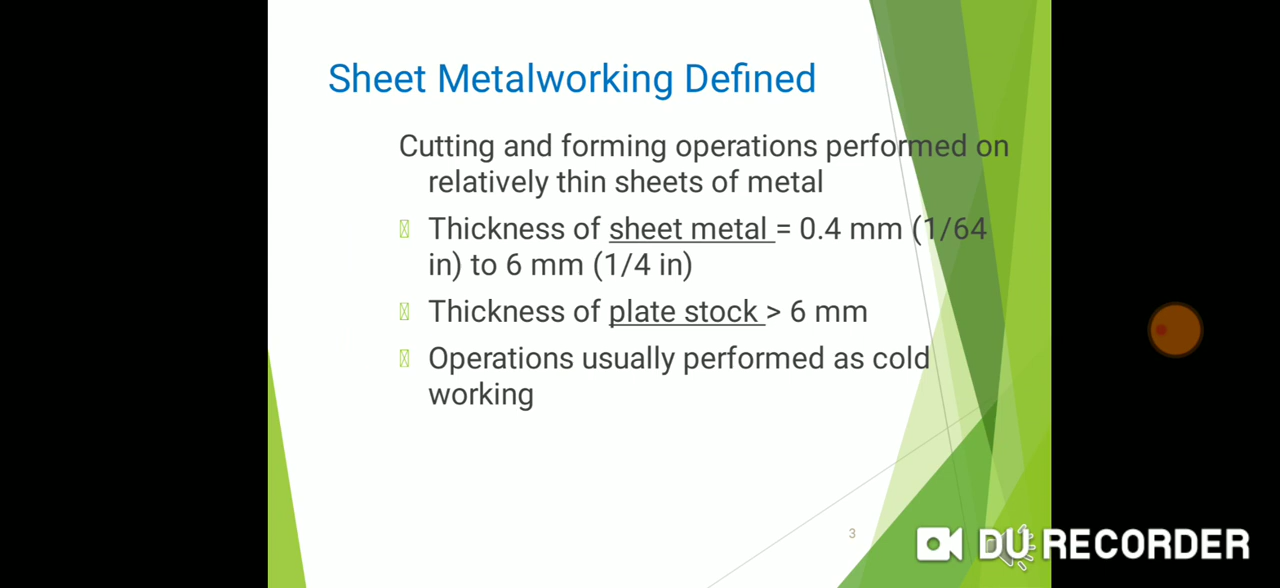 Sheet Metalworking Defined
Cutting and forming operations performed on
relatively thin sheets of metal
Thickness of sheet metal = 0.4 mm (1/64
in) to 6 mm (1/4 in)
Thickness of plate stock > 6 mm
Operations usually performed as cold
working
3
DU RECORDER